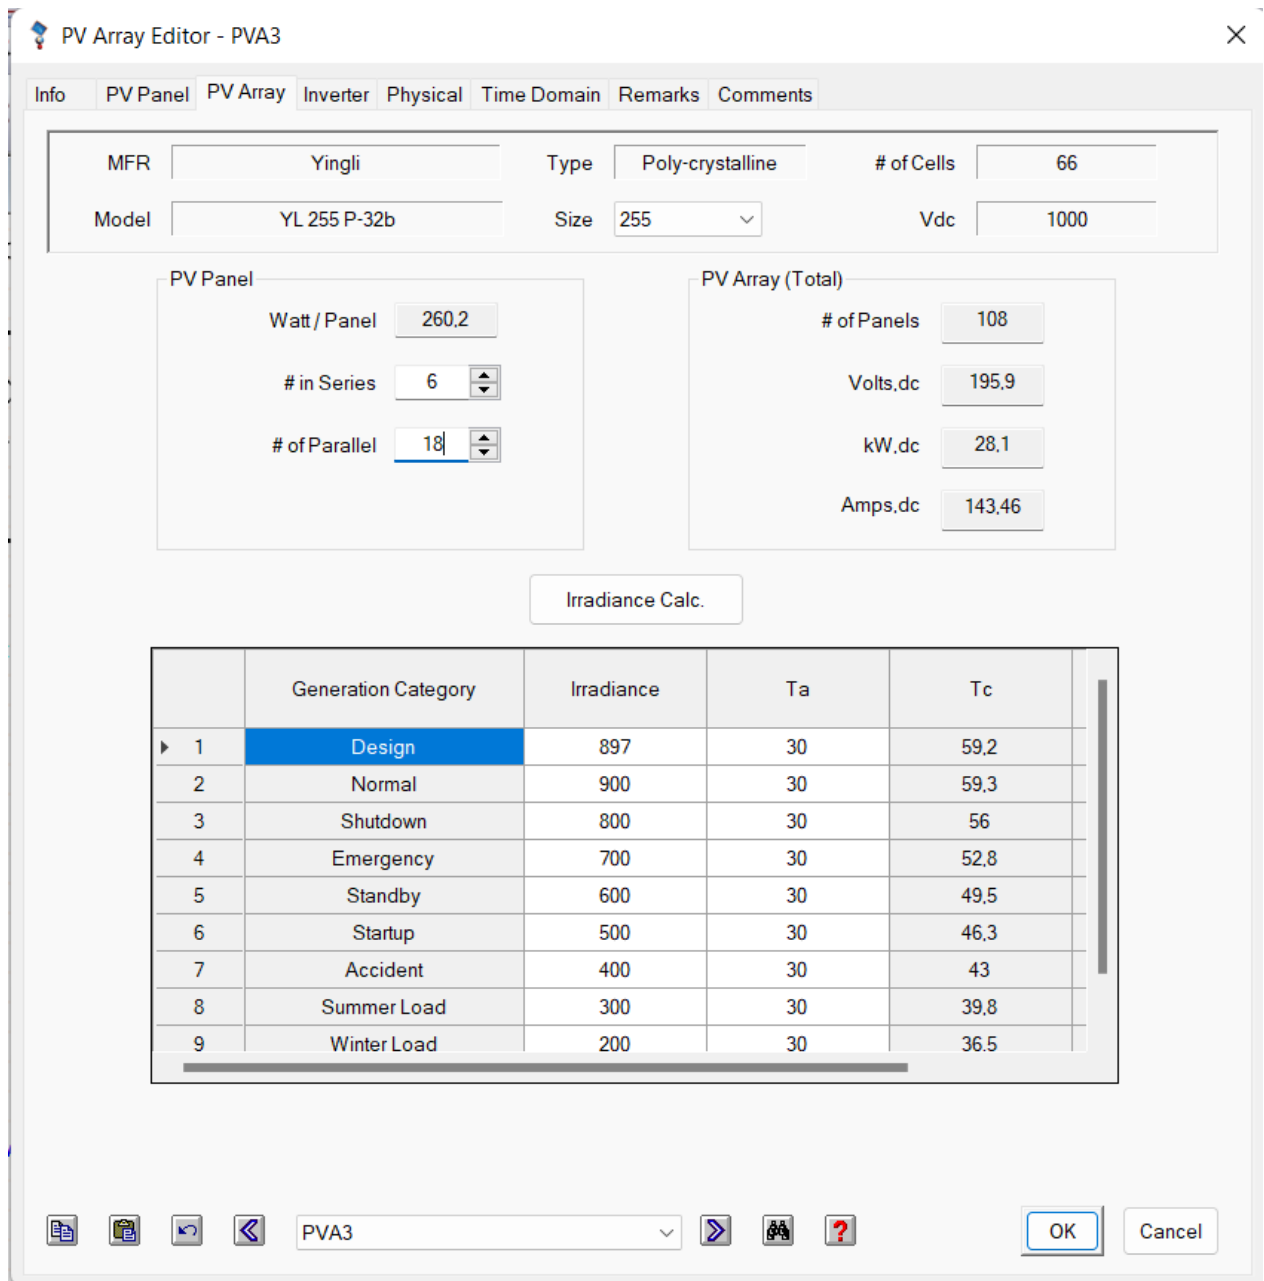 PV Array Editor - PVA3
Info PV Panel PV Array Inverter Physical Time Domain Remarks Comments
MFR Yingli Type Poly-crystalline # of Cells 66
Model YL 255 P-32b Size 255 Vdc 1000
PV Panel PV Array (Total)
Watt / Panel 260,2 # of Panels 108
# in Series 6 Volts,dc 195,9
# of Parallel 18 kW,dc 28,1
Amps,dc 143,46
Irradiance Calc.
Generation Category Irradiance Ta Tc
1 Design 897 30 59,2
2 Normal 900 30 59,3
3 Shutdown 800 30 56
4 Emergency 700 30 52,8
5 Standby 600 30 49,5
6 Startup 500 30 46,3
7 Accident 400 30 43
8 Summer Load 300 30 39,8
9 Winter Load 200 30 36,5
PVA3 ? OK Cancel